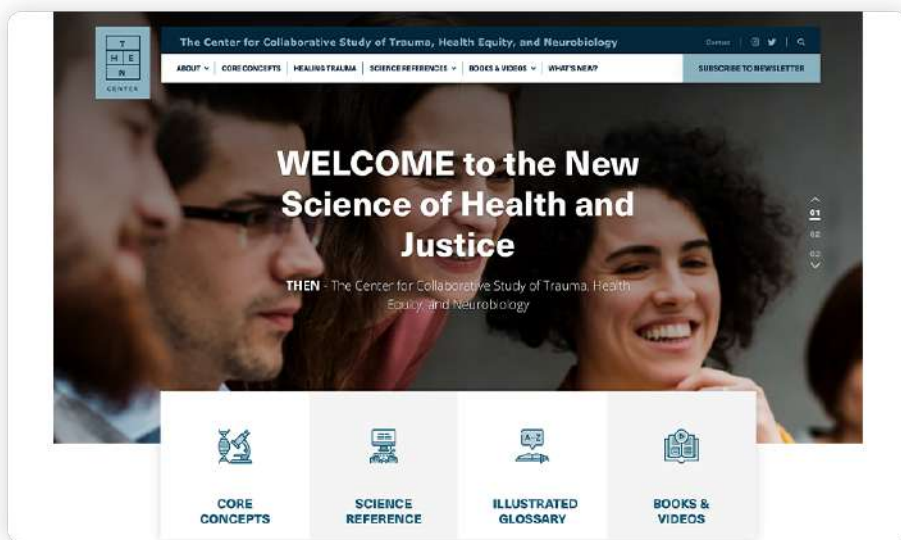 T
H E
N
CENTER
The Center for Collaborative Study of Trauma, Health Equity, and Neurobiology
Contact
ABOUT
CORE CONCEPTS
HEALING TRAUMA
SCIENCE REFERENCES
BOOKS & VIDEOS
WHAT'S NEW?
SUBSCRIBE TO NEWSLETTER
WELCOME to the New
Science of Health and
Justice
THEN - The Center for Collaborative Study of Trauma, Health
Equity, and Neurobiology
01
02
03
CORE
CONCEPTS
SCIENCE
REFERENCE
A-Z
ILLUSTRATED
GLOSSARY
BOOKS &
VIDEOS